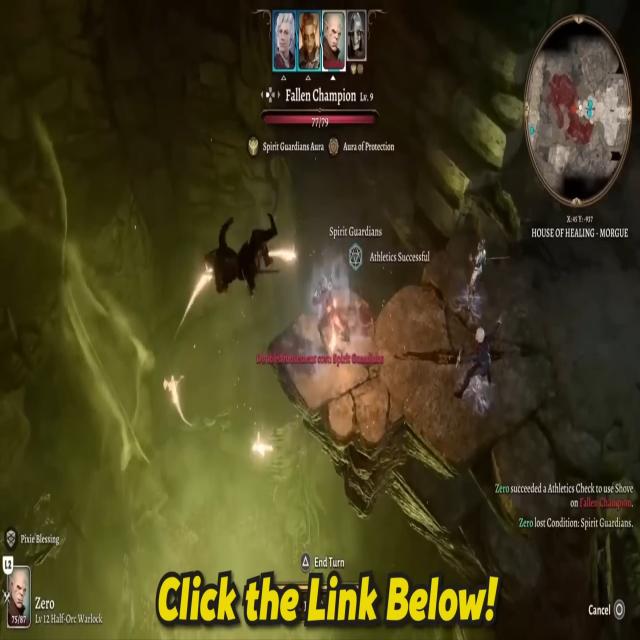 Fallen Champion Lv. 9
77/79
Spirit Guardians Aura Aura of Protection
X: 45 Y: -937
HOUSE OF HEALING - MORGUE
Spirit Guardians
Athletics Successful
Zero succeeded a Athletics Check to use Shove
on Fallen Champion.
Zero lost Condition: Spirit Guardians.
Pixie Blessing
L2
End Turn
75/87
Zero
Lv 12 Half-Orc Warlock
Click the Link Below!
Cancel